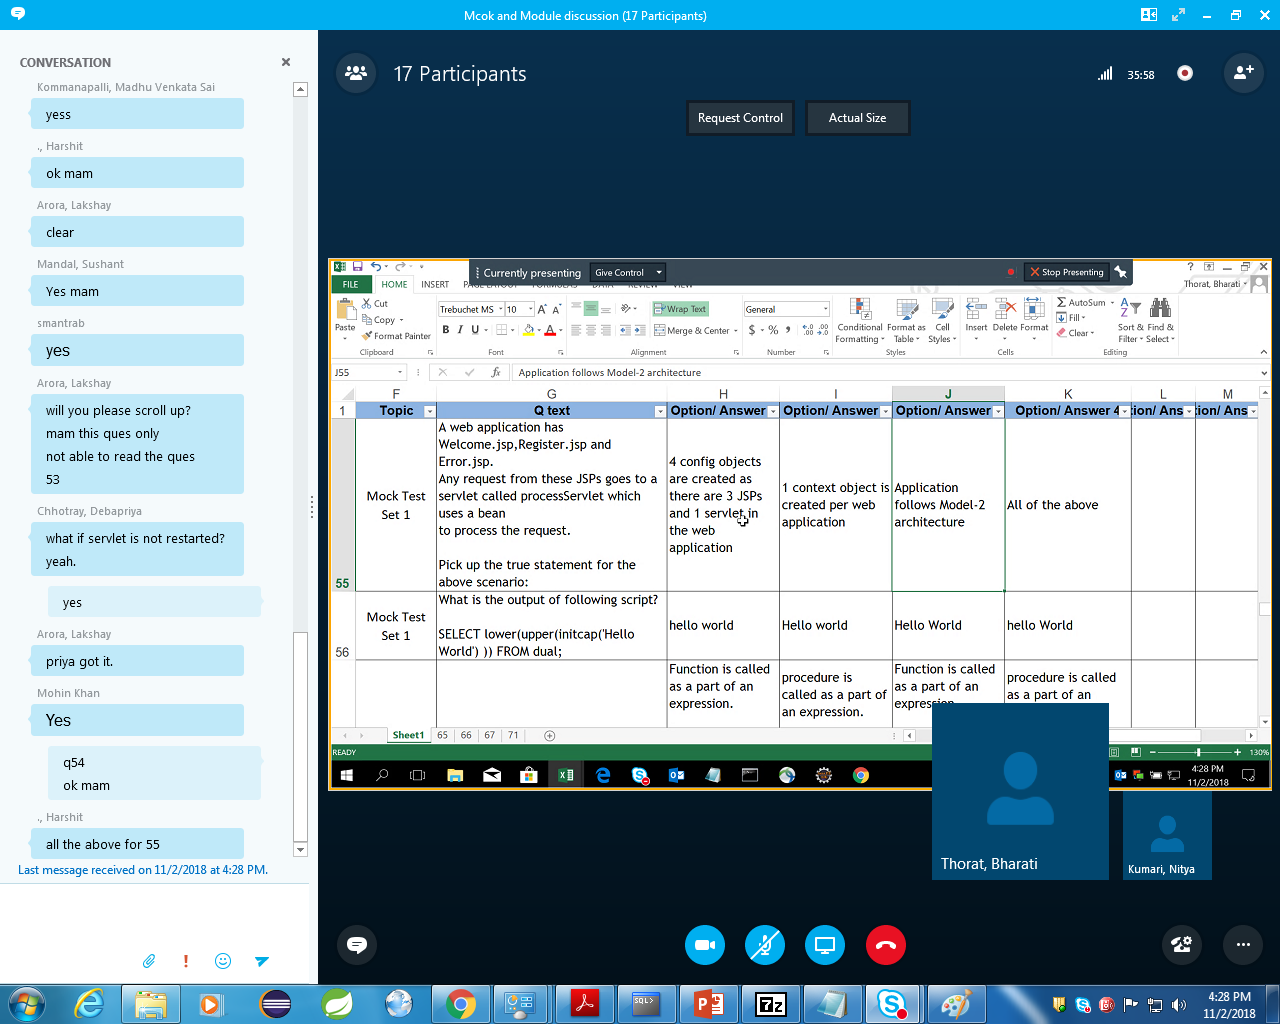 Mcok and Module discussion (17 Participants)
CONVERSATION
Kommanapalli, Madhu Venkata Sai
yess
., Harshit
ok mam
Arora, Lakshay
clear
Mandal, Sushant
Yes mam
smantrab
yes
Arora, Lakshay
will you please scroll up?
mam this ques only
not able to read the ques
53
Chhotray, Debapriya
what if servlet is not restarted?
yeah.
yes
Arora, Lakshay
priya got it.
Mohin Khan
Yes
q54
ok mam
., Harshit
all the above for 55
Last message received on 11/2/2018 at 4:28 PM.
17 Participants
35:58
Request Control
Actual Size
Currently presenting
Give Control
Stop Presenting
FILE
HOME
INSERT
Thorat, Bharati
Paste
Cut
Copy
Format Painter
Clipboard
Trebuchet MS
10
B I U
Font
Wrap Text
Merge & Center
Alignment
General
$ % ,
Number
Conditional Formatting
Format as Table
Cell Styles
Styles
Insert
Delete
Format
Cells
AutoSum
Fill
Clear
Sort & Filter
Find & Select
Editing
J55
fx
Application follows Model-2 architecture
F G H I J K L M
1
Topic
Q text
Option/ Answer
Option/ Answer
Option/ Answer
Option/ Answer 4
ion/ Ans
ion/ Ans
55
Mock Test
Set 1
A web application has
Welcome.jsp,Register.jsp and
Error.jsp.
Any request from these JSPs goes to a
servlet called processServlet which
uses a bean
to process the request.
Pick up the true statement for the
above scenario:
4 config objects
are created as
there are 3 JSPs
and 1 servlet in
the web
application
1 context object is
created per web
application
Application
follows Model-2
architecture
All of the above
56
Mock Test
Set 1
What is the output of following script?
SELECT lower(upper(initcap('Hello
World') )) FROM dual;
hello world
Hello world
Hello World
hello World
Function is called
as a part of an
expression.
procedure is
called as a part of
an expression.
Function is called
as a part of an
procedure is called
as a part of an
Sheet1
65
66
67
71
READY
130%
4:28 PM
11/2/2018
Thorat, Bharati
Kumari, Nitya
SQL>
7z
4:28 PM
11/2/2018